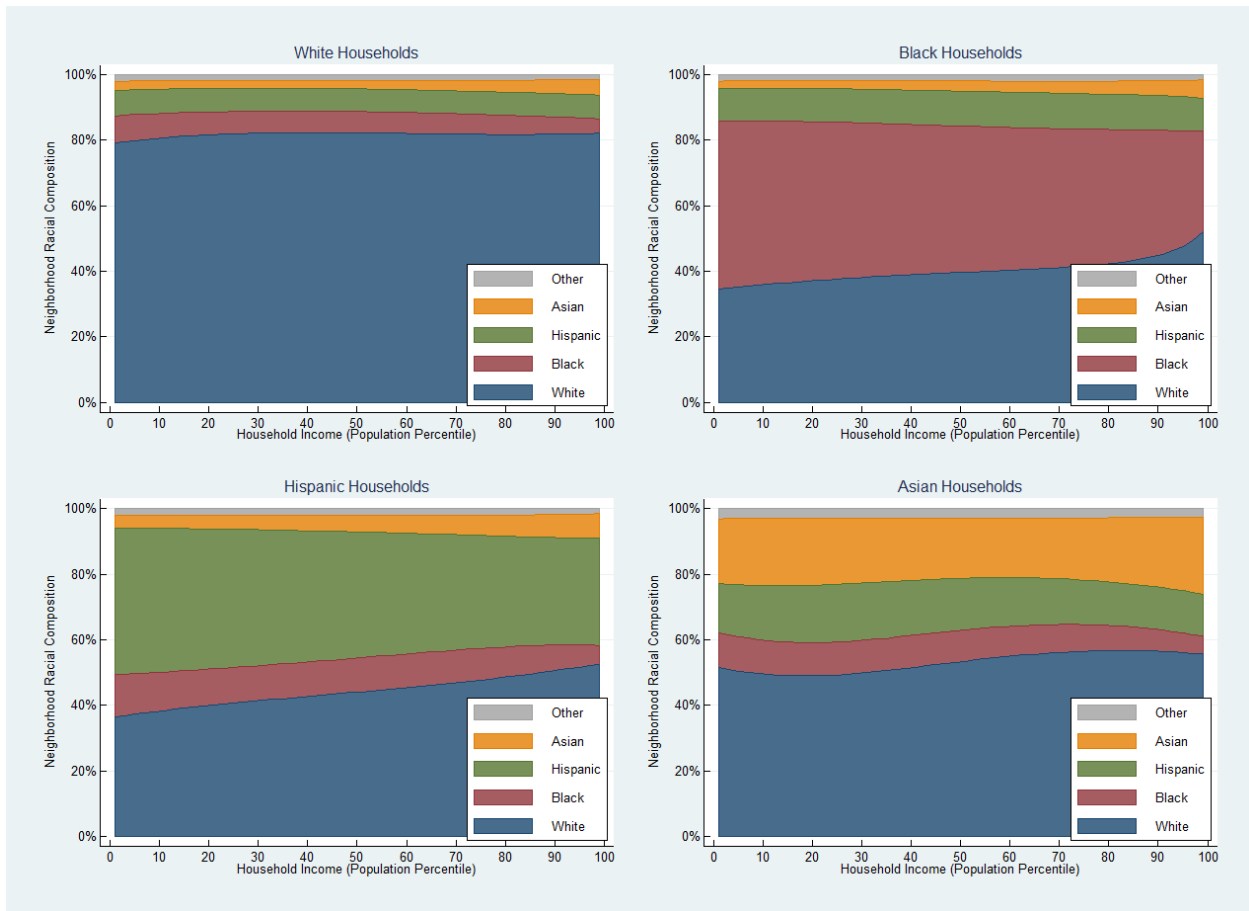 White Households
Neighborhood Racial Composition
100%
80%
60%
40%
20%
0%
Other
Asian
Hispanic
Black
White
0 10 20 30 40 50 60 70 80 90 100
Household Income (Population Percentile)
Black Households
Neighborhood Racial Composition
100%
80%
60%
40%
20%
0%
Other
Asian
Hispanic
Black
White
0 10 20 30 40 50 60 70 80 90 100
Household Income (Population Percentile)
Hispanic Households
Neighborhood Racial Composition
100%
80%
60%
40%
20%
0%
Other
Asian
Hispanic
Black
White
0 10 20 30 40 50 60 70 80 90 100
Household Income (Population Percentile)
Asian Households
Neighborhood Racial Composition
100%
80%
60%
40%
20%
0%
Other
Asian
Hispanic
Black
White
0 10 20 30 40 50 60 70 80 90 100
Household Income (Population Percentile)